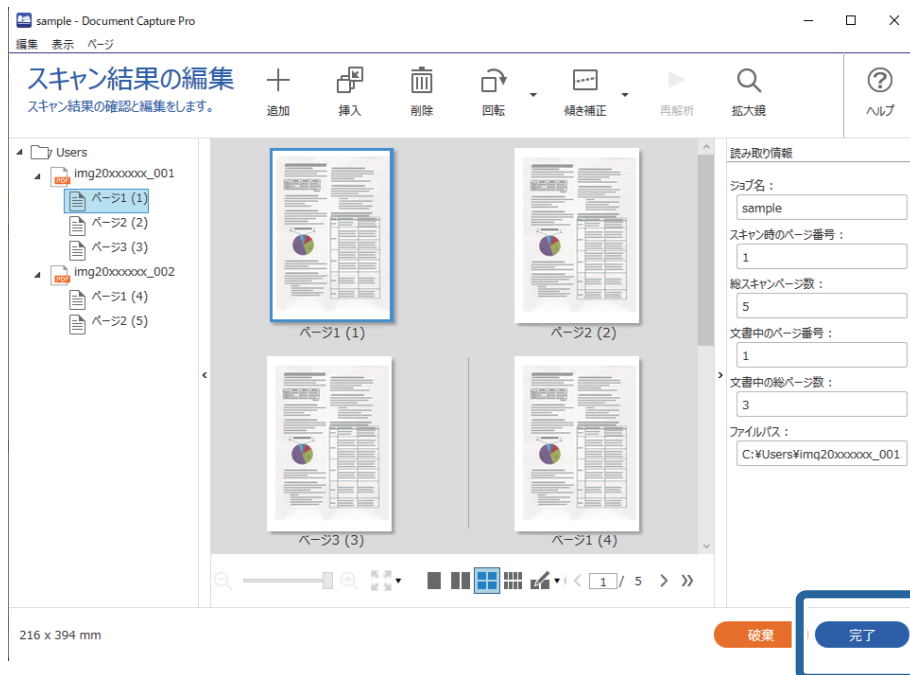 sample - Document Capture Pro
編集 表示 ページ
スキャン結果の編集
スキャン結果の確認と編集をします。
追加 挿入 削除 回転 傾き補正 再解析 拡大鏡 ヘルプ
Users
img20xxxxxx_001
PDF
ページ1 (1)
ページ2 (2)
ページ3 (3)
img20xxxxxx_002
PDF
ページ1 (4)
ページ2 (5)
ページ1 (1)
ページ2 (2)
ページ3 (3)
ページ1 (4)
読み取り情報
ジョブ名：
sample
スキャン時のページ番号：
1
総スキャンページ数：
5
文書中のページ番号：
1
文書中の総ページ数：
3
ファイルパス：
C:¥Users¥img20xxxxxx_001
1 / 5
216 x 394 mm
破棄
完了